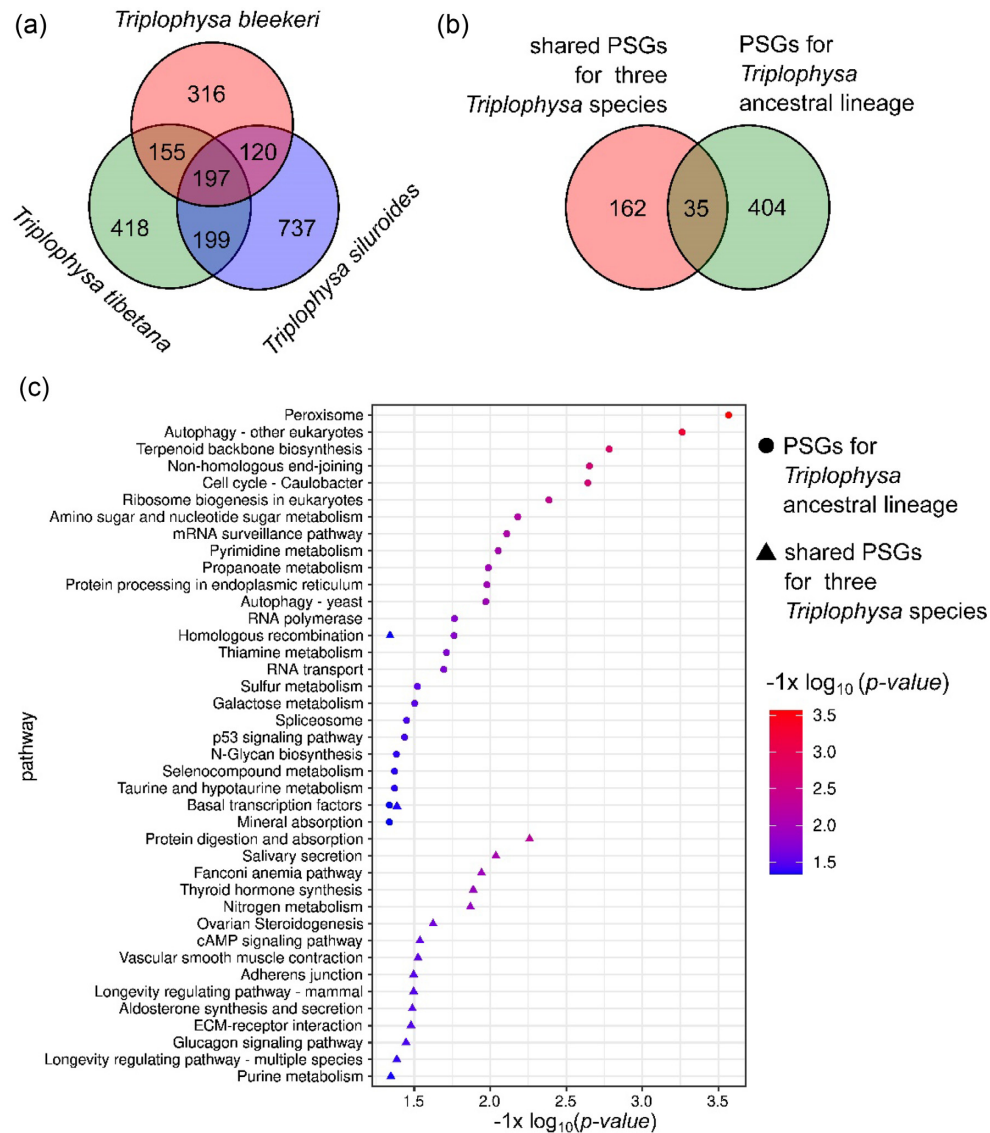 (a)
Triplophysa bleekeri
316
155
120
197
418
199
737
Triplophysa tibetana
Triplophysa siluroides
(b)
shared PSGs
for three
Triplophysa species
PSGs for
Triplophysa
ancestral lineage
162
35
404
(c)
pathway
Peroxisome
Autophagy - other eukaryotes
Terpenoid backbone biosynthesis
Non-homologous end-joining
Cell cycle - Caulobacter
Ribosome biogenesis in eukaryotes
Amino sugar and nucleotide sugar metabolism
mRNA surveillance pathway
Pyrimidine metabolism
Propanoate metabolism
Protein processing in endoplasmic reticulum
Autophagy - yeast
RNA polymerase
Homologous recombination
Thiamine metabolism
RNA transport
Sulfur metabolism
Galactose metabolism
Spliceosome
p53 signaling pathway
N-Glycan biosynthesis
Selenocompound metabolism
Taurine and hypotaurine metabolism
Basal transcription factors
Mineral absorption
Protein digestion and absorption
Salivary secretion
Fanconi anemia pathway
Thyroid hormone synthesis
Nitrogen metabolism
Ovarian Steroidogenesis
cAMP signaling pathway
Vascular smooth muscle contraction
Adherens junction
Longevity regulating pathway - mammal
Aldosterone synthesis and secretion
ECM-receptor interaction
Glucagon signaling pathway
Longevity regulating pathway - multiple species
Purine metabolism
1.5
2.0
2.5
3.0
3.5
-1x log10(p-value)
PSGs for
Triplophysa
ancestral lineage
shared PSGs
for three
Triplophysa species
-1x log10 (p-value)
3.5
3.0
2.5
2.0
1.5